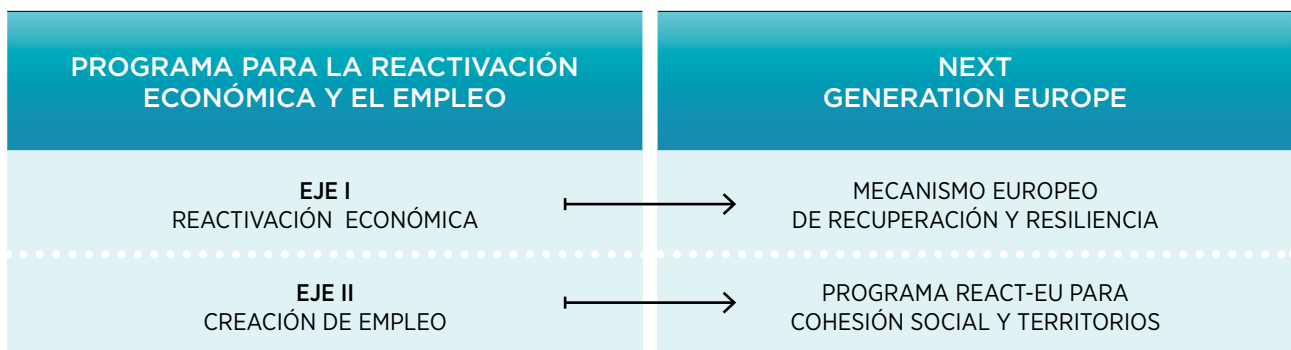 PROGRAMA PARA LA REACTIVACIÓN
ECONÓMICA Y EL EMPLEO
NEXT
GENERATION EUROPE
EJE I
REACTIVACIÓN ECONÓMICA
MECANISMO EUROPEO
DE RECUPERACIÓN Y RESILIENCIA
EJE II
CREACIÓN DE EMPLEO
PROGRAMA REACT-EU PARA
COHESIÓN SOCIAL Y TERRITORIOS